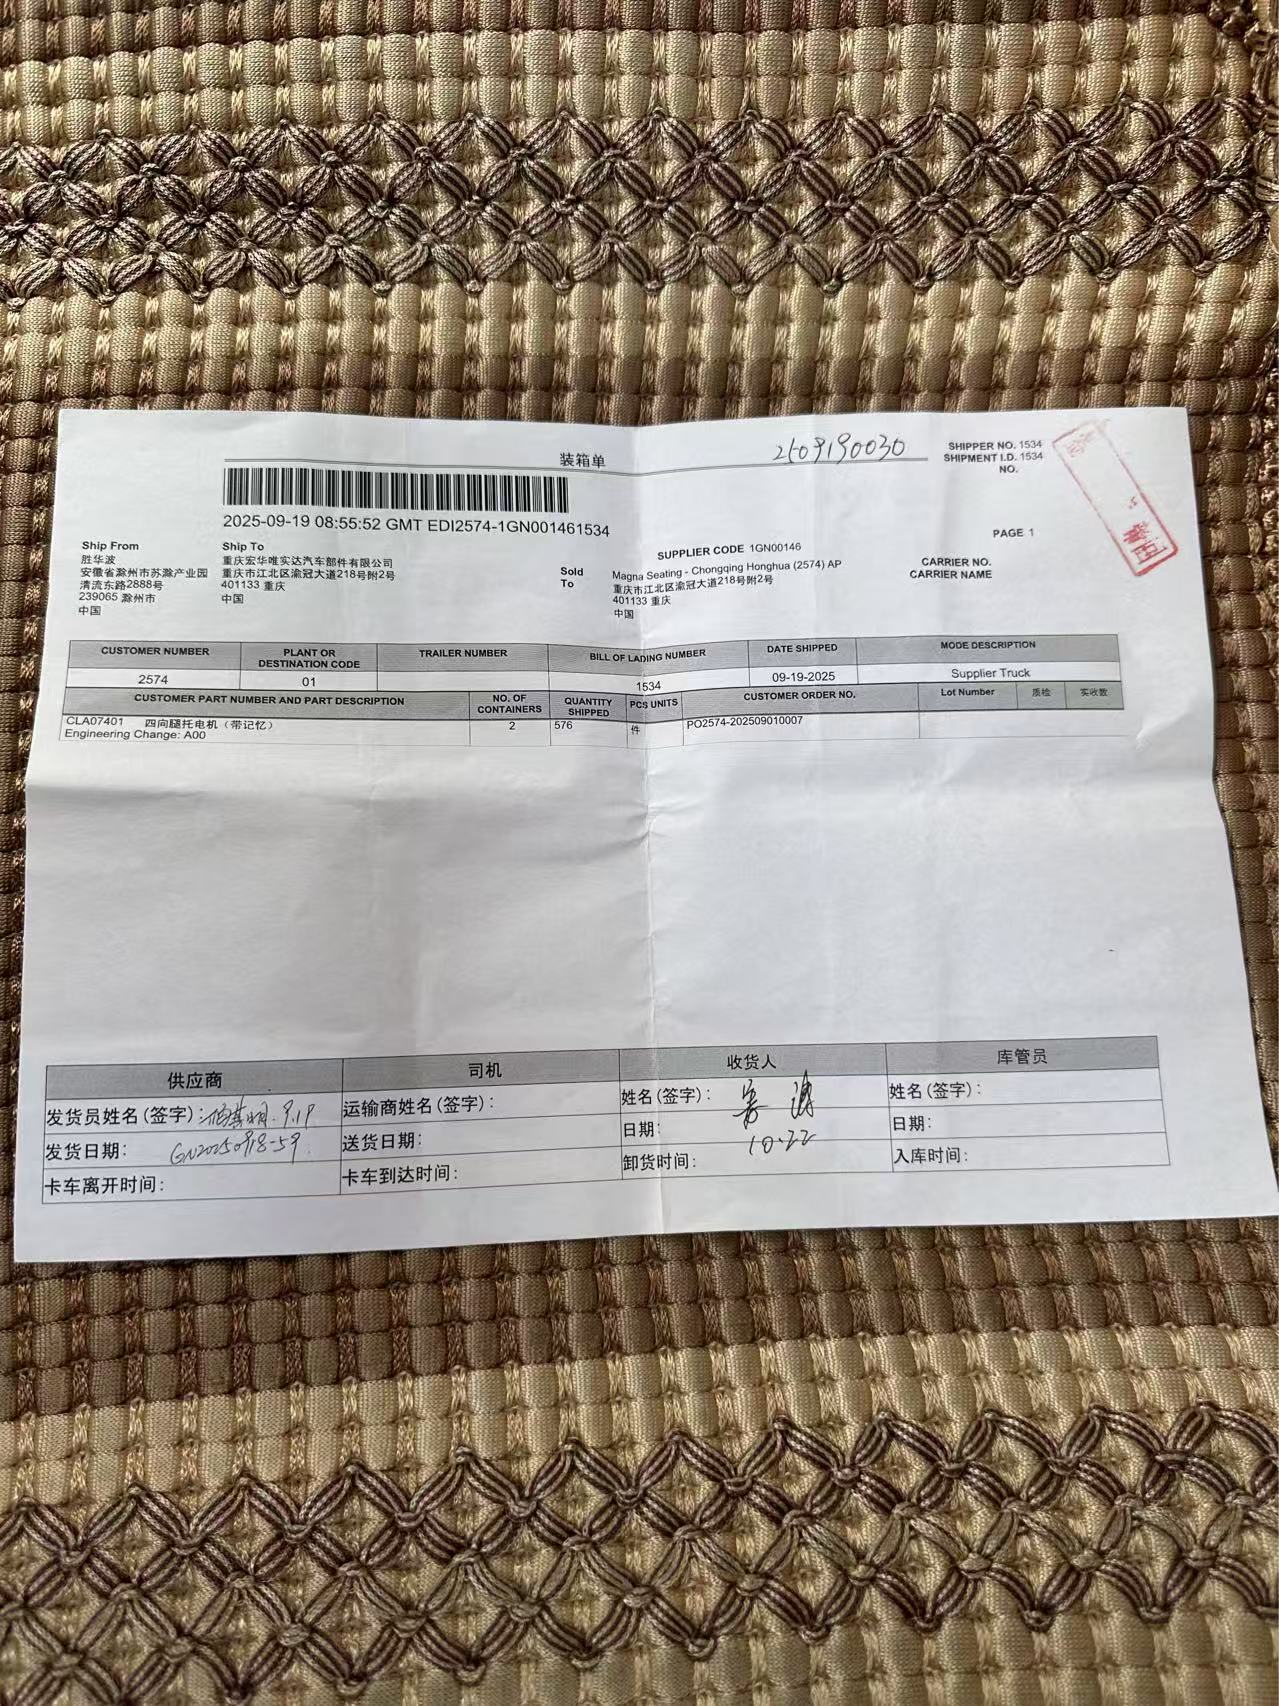 装箱单
2509190030
SHIPPER NO. 1534
SHIPMENT I.D. 1534
NO.
2025-09-19 08:55:52 GMT EDI2574-1GN001461534
PAGE 1
Ship From
胜华波
安徽省滁州市苏滁产业园
清流东路2888号
239065 滁州市
中国
Ship To
重庆宏华唯实达汽车部件有限公司
重庆市江北区渝冠大道218号附2号
401133 重庆
中国
SUPPLIER CODE 1GN00146
Sold To
Magna Seating - Chongqing Honghua (2574) AP
重庆市江北区渝冠大道218号附2号
401133 重庆
中国
CARRIER NO.
CARRIER NAME
CUSTOMER NUMBER PLANT OR DESTINATION CODE TRAILER NUMBER BILL OF LADING NUMBER DATE SHIPPED MODE DESCRIPTION
2574 01 1534 09-19-2025 Supplier Truck
CUSTOMER PART NUMBER AND PART DESCRIPTION NO. OF CONTAINERS QUANTITY SHIPPED PCS UNITS CUSTOMER ORDER NO. Lot Number 质检 实收数
CLA07401 四向腿托电机（带记忆） 2 576 件 PO2574-202509010007
Engineering Change: A00
供应商 司机 收货人 库管员
发货员姓名(签字): 9.19 运输商姓名(签字): 姓名(签字): 姓名(签字):
发货日期: GN20250918-59 送货日期: 日期: 10.22 日期:
卡车离开时间: 卡车到达时间: 卸货时间: 入库时间: